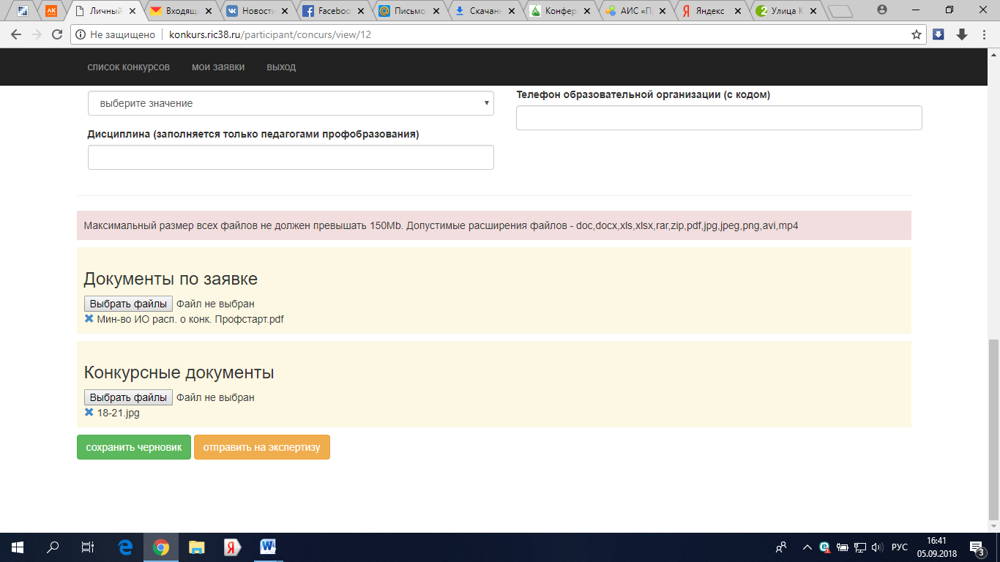 Личный
Входящ
Новост
Faceboo
Письмо
Скачан
Конфер
АИС «П
Яндекс
Улица К
Не защищено
konkurs.ric38.ru/participant/concurs/view/12
список конкурсов мои заявки выход
выберите значение
Телефон образовательной организации (с кодом)
Дисциплина (заполняется только педагогами профобразования)
Максимальный размер всех файлов не должен превышать 150Mb. Допустимые расширения файлов - doc,docx,xls,xlsx,rar,zip,pdf,jpg,jpeg,png,avi,mp4
Документы по заявке
Выбрать файлы Файл не выбран
Мин-во ИО расп. о конк. Профстарт.pdf
Конкурсные документы
Выбрать файлы Файл не выбран
18-21.jpg
сохранить черновик отправить на экспертизу
РУС
16:41
05.09.2018
3